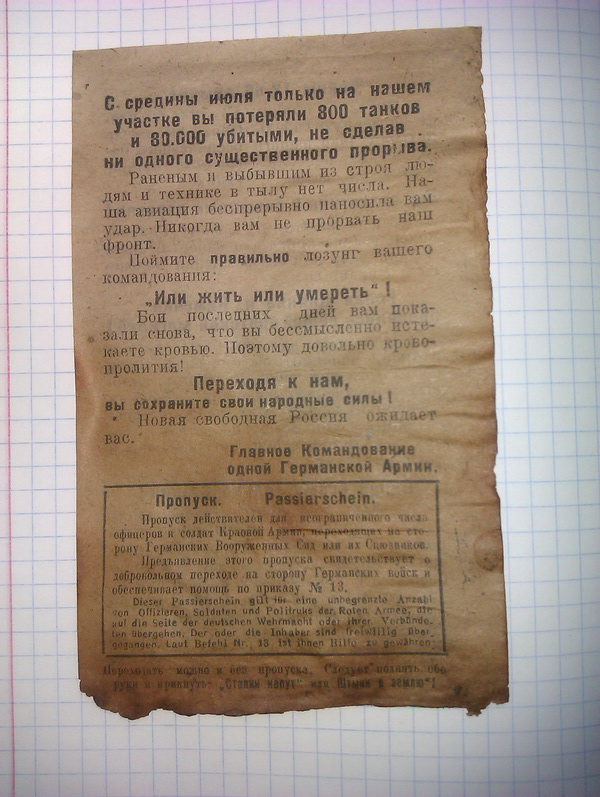 С средины июля только на нашем
участке вы потеряли 800 танков
и 80.000 убитыми, не сделав
ни одного существенного прорыва.
Раненым и выбывшим из строя лю-
дям и технике в тылу нет числа. На-
ша авиация беспрерывно наносила вам
удар. Никогда вам не прорвать наш
фронт.
Поймите правильно лозунг вашего
командования:
„Или жить или умереть“ !
Бои последних дней вам пока-
зали снова, что вы бессмысленно исте-
каете кровью. Поэтому довольно крово-
пролития!
Переходя к нам,
вы сохраните свои народные силы!
Новая свободная Россия ожидает
вас.
Главное Командование
одной Германской Армии.
Пропуск. Passierschein.
Пропуск действителен для неограниченного числа
офицеров и солдат Красной Армии, переходящих на сто-
рону Германских Вооруженных Сил или их Союзников.
Предъявление этого пропуска свидетельствует о
добровольном переходе на сторону Германских войск и
обеспечивает помощь по приказу № 13.
Dieser Passierschein gilt für eine unbegrenzte Anzahl
von Offizieren, Soldaten und Politruks der Roten Armee, die
auf die Seite der deutschen Wehrmacht oder ihrer Verbünde-
ten übergehen. Der oder die Inhaber sind freiwillig über-
gegangen. Laut Befehl Nr. 13 ist ihnen Hilfe zu gewähren.
Переходить можно и без пропуска. Следует поднять обе
руки и крикнуть: „Сталин капут“ или Штыки в землю“!